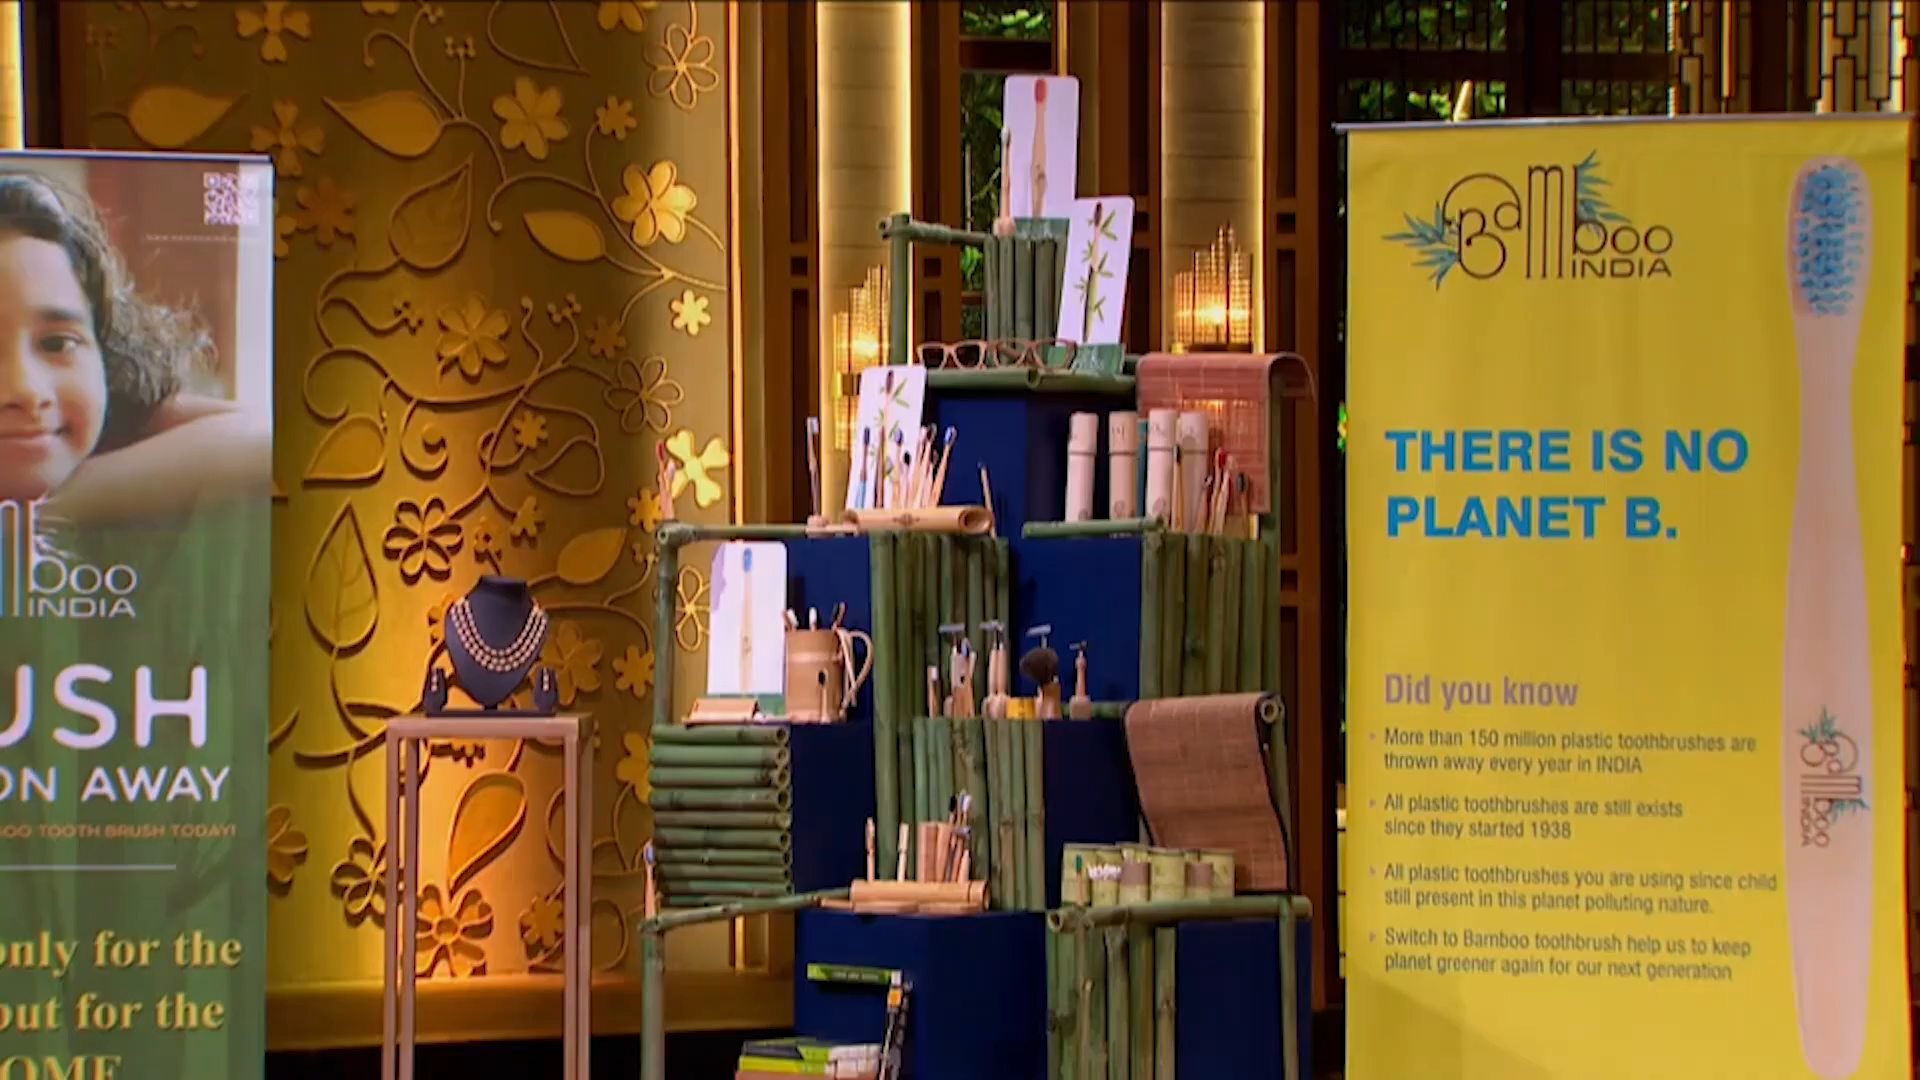 mboo
INDIA
USH
ON AWAY
BOO TOOTH BRUSH TODAY!
only for the
but for the
OME
BamBoo
INDIA
THERE IS NO
PLANET B.
Did you know
More than 150 million plastic toothbrushes are
thrown away every year in INDIA
All plastic toothbrushes are still exists
since they started 1938
All plastic toothbrushes you are using since child
still present in this planet polluting nature.
Switch to Bamboo toothbrush help us to keep
planet greener again for our next generation
BamBoo
INDIA